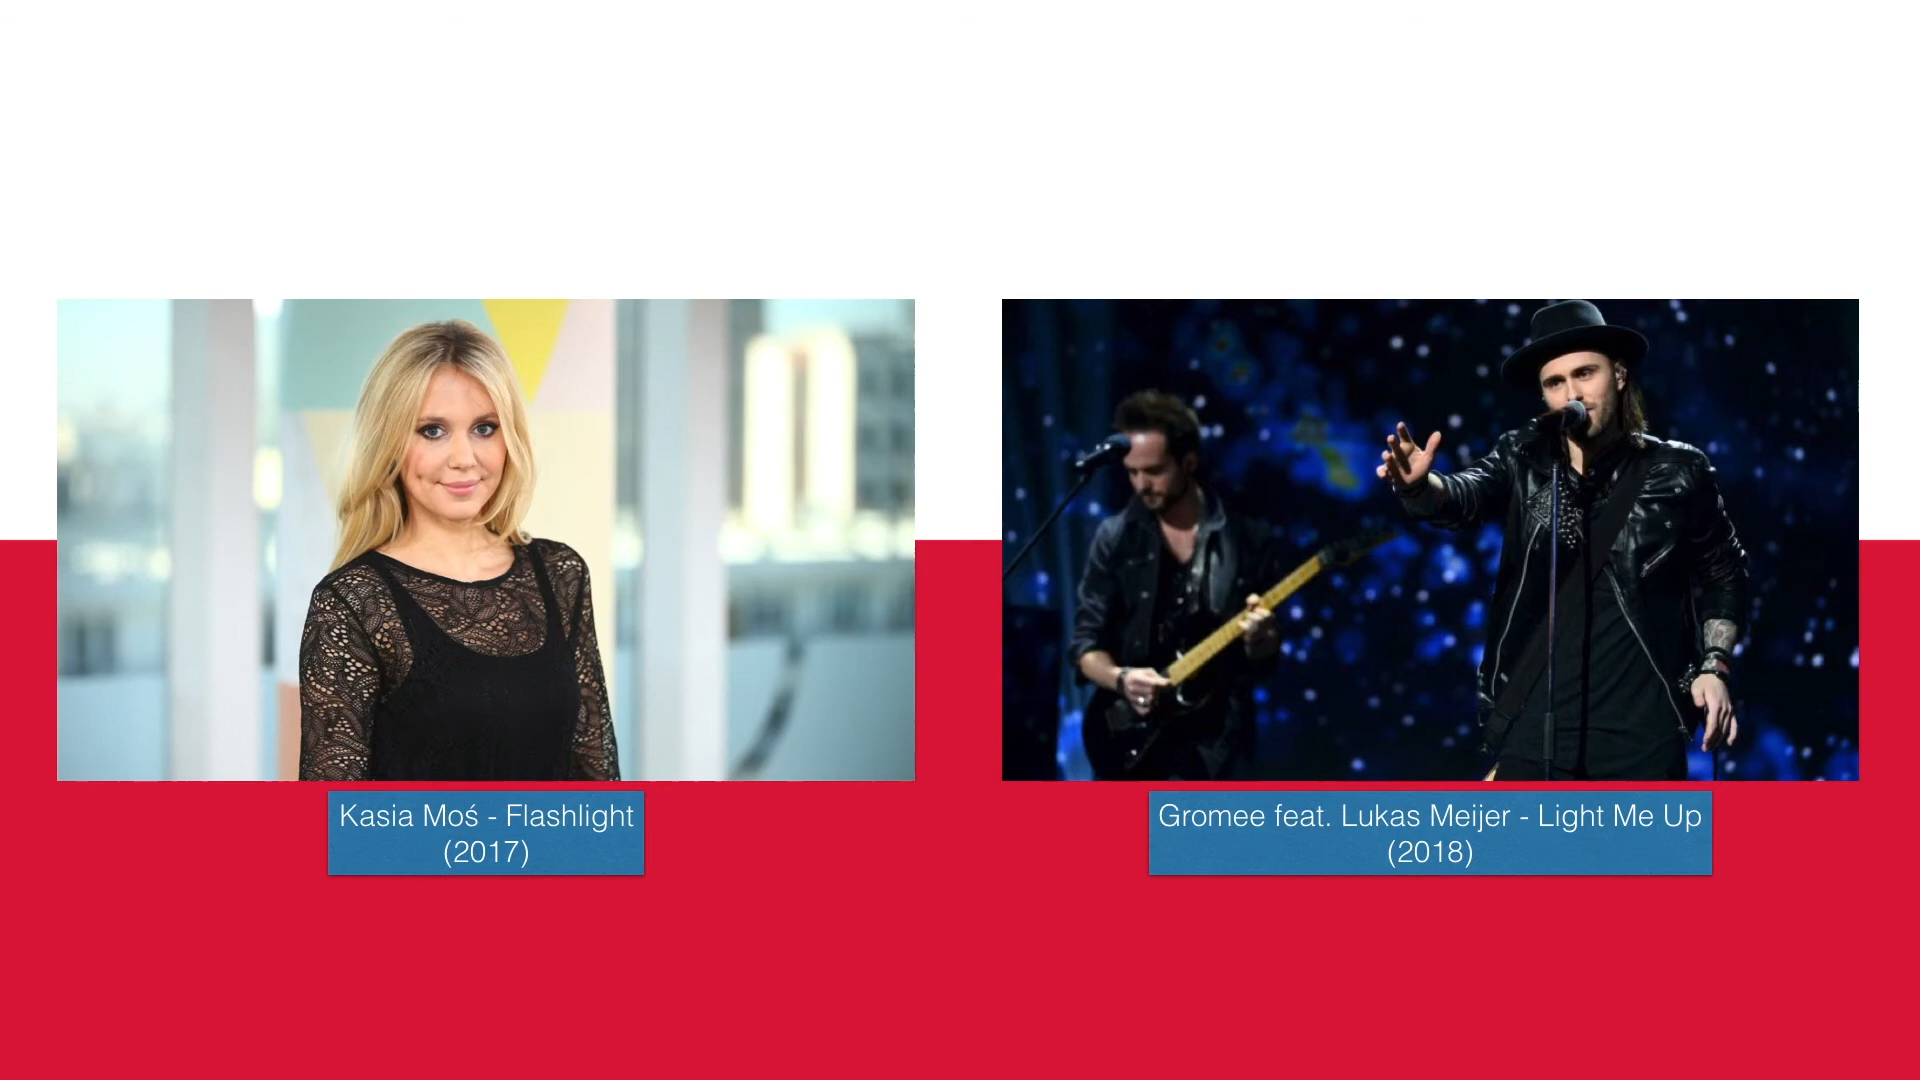 Kasia Moś - Flashlight
(2017)
Gromee feat. Lukas Meijer - Light Me Up
(2018)